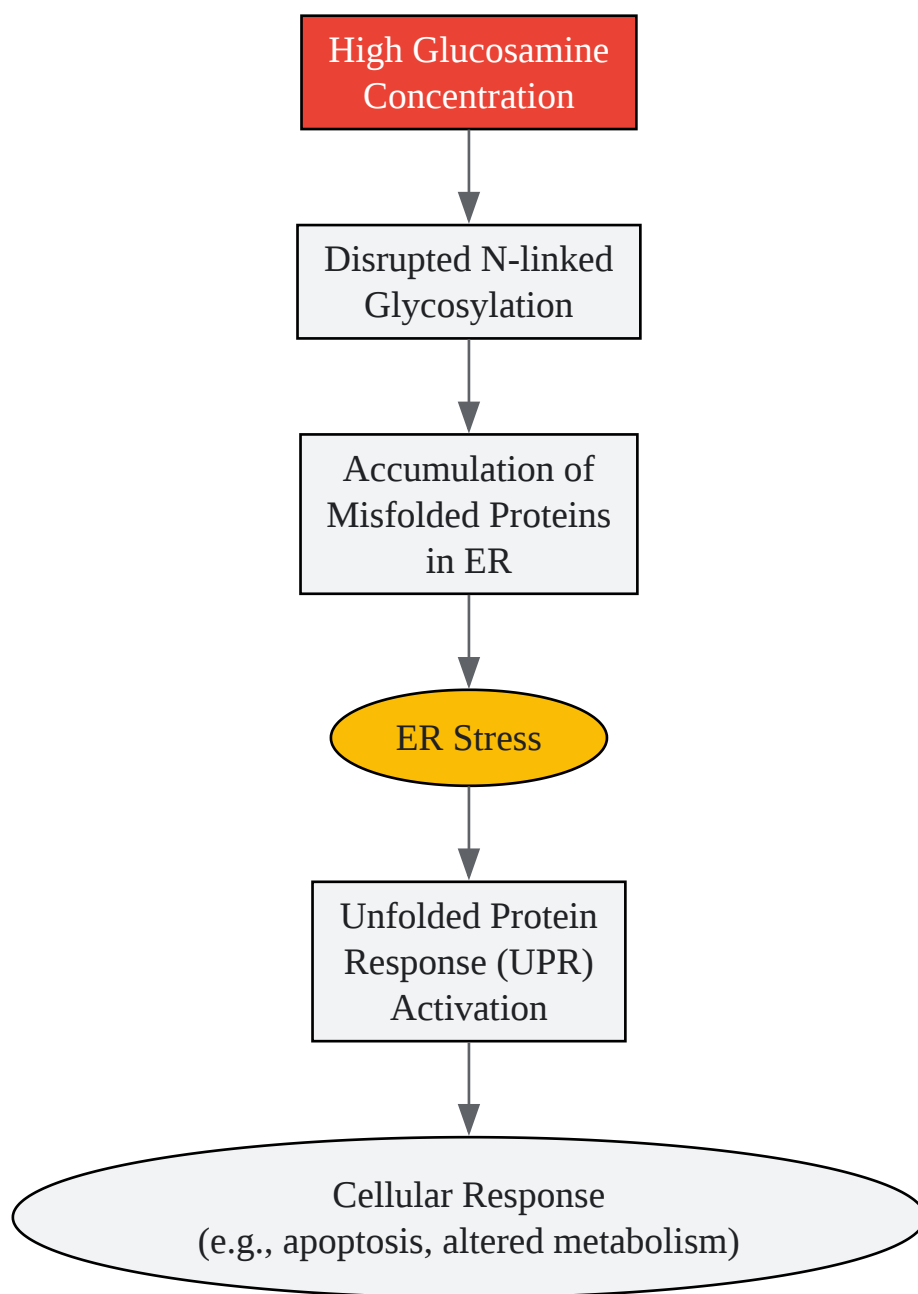 High Glucosamine
Concentration
Disrupted N-linked
Glycosylation
Accumulation of
Misfolded Proteins
in ER
ER Stress
Unfolded Protein
Response (UPR)
Activation
Cellular Response
(e.g., apoptosis, altered metabolism)